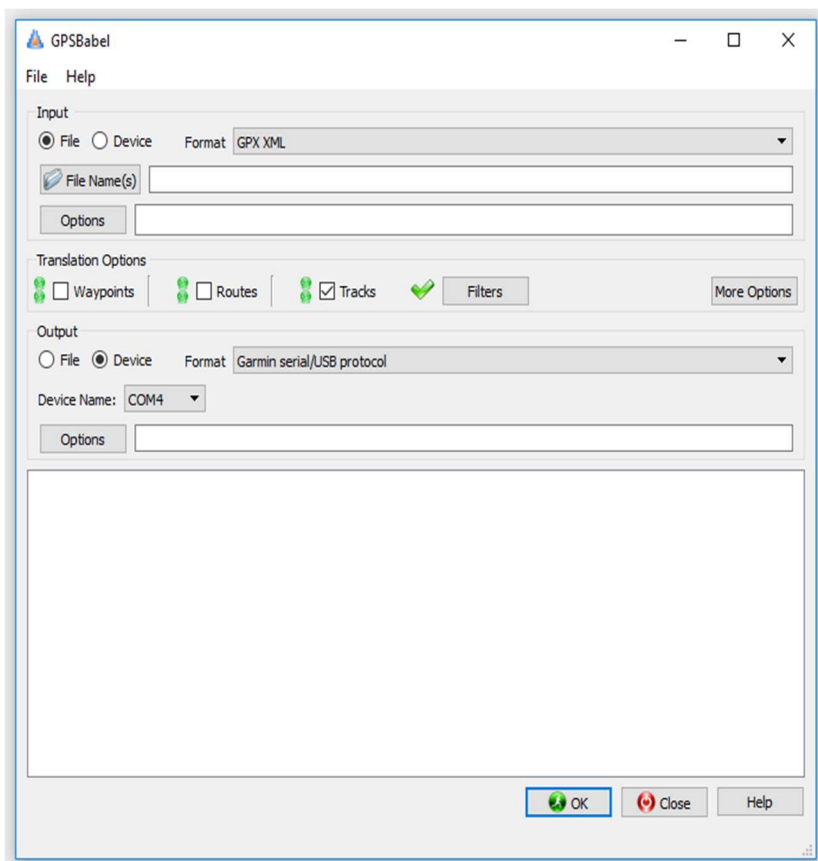 GPSBabel
File Help
Input
File Device Format GPX XML
File Name(s)
Options
Translation Options
Waypoints Routes Tracks Filters More Options
Output
File Device Format Garmin serial/USB protocol
Device Name: COM4
Options
OK Close Help